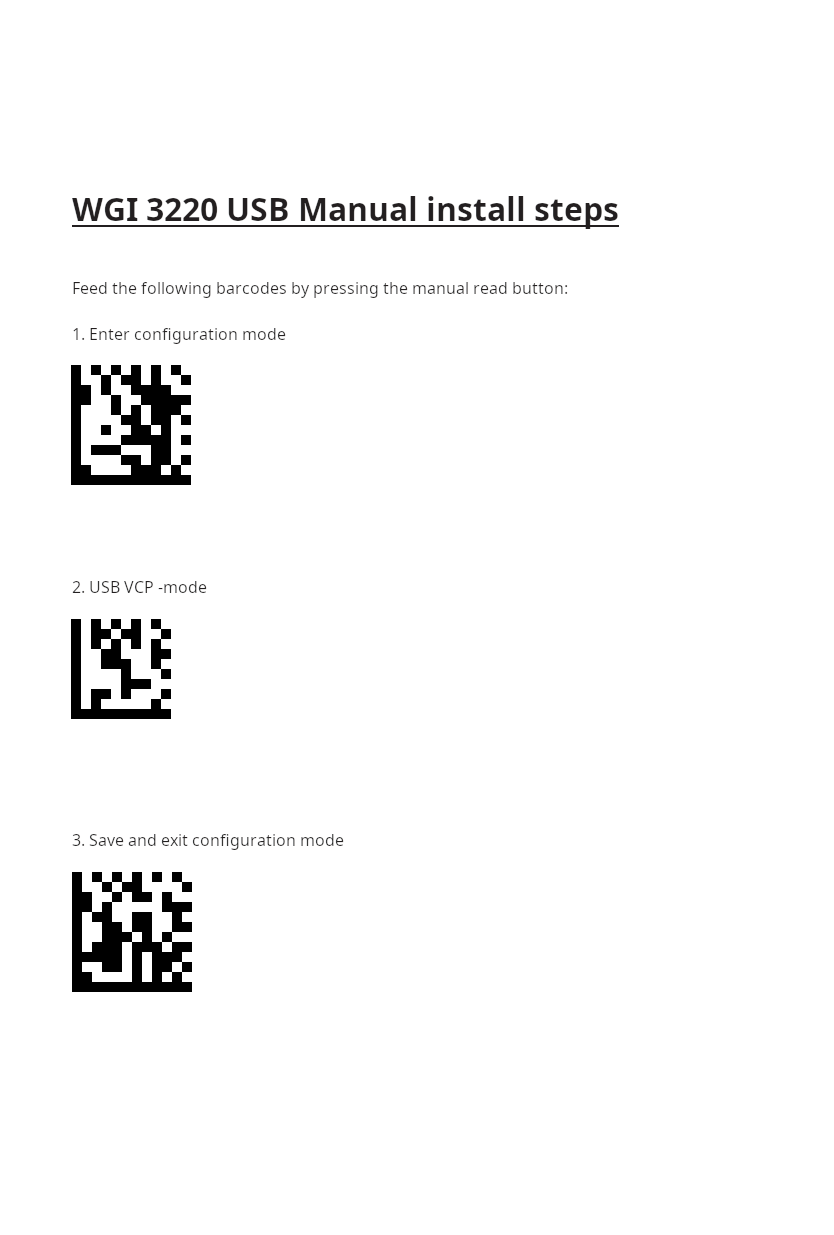 WGI 3220 USB Manual install steps
Feed the following barcodes by pressing the manual read button:
1. Enter configuration mode
2. USB VCP -mode
3. Save and exit configuration mode